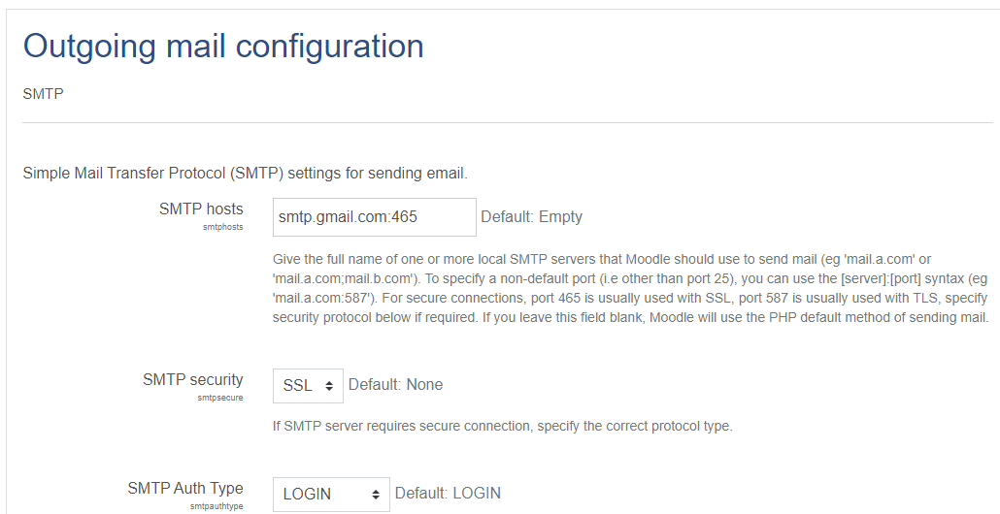 Outgoing mail configuration
SMTP
Simple Mail Transfer Protocol (SMTP) settings for sending email.
SMTP hosts
smtphosts
smtp.gmail.com:465 Default: Empty
Give the full name of one or more local SMTP servers that Moodle should use to send mail (eg 'mail.a.com' or
'mail.a.com;mail.b.com'). To specify a non-default port (i.e other than port 25), you can use the [server]:[port] syntax (eg
'mail.a.com:587'). For secure connections, port 465 is usually used with SSL, port 587 is usually used with TLS, specify
security protocol below if required. If you leave this field blank, Moodle will use the PHP default method of sending mail.
SMTP security
smtpsecure
SSL Default: None
If SMTP server requires secure connection, specify the correct protocol type.
SMTP Auth Type
smtpauthtype
LOGIN Default: LOGIN